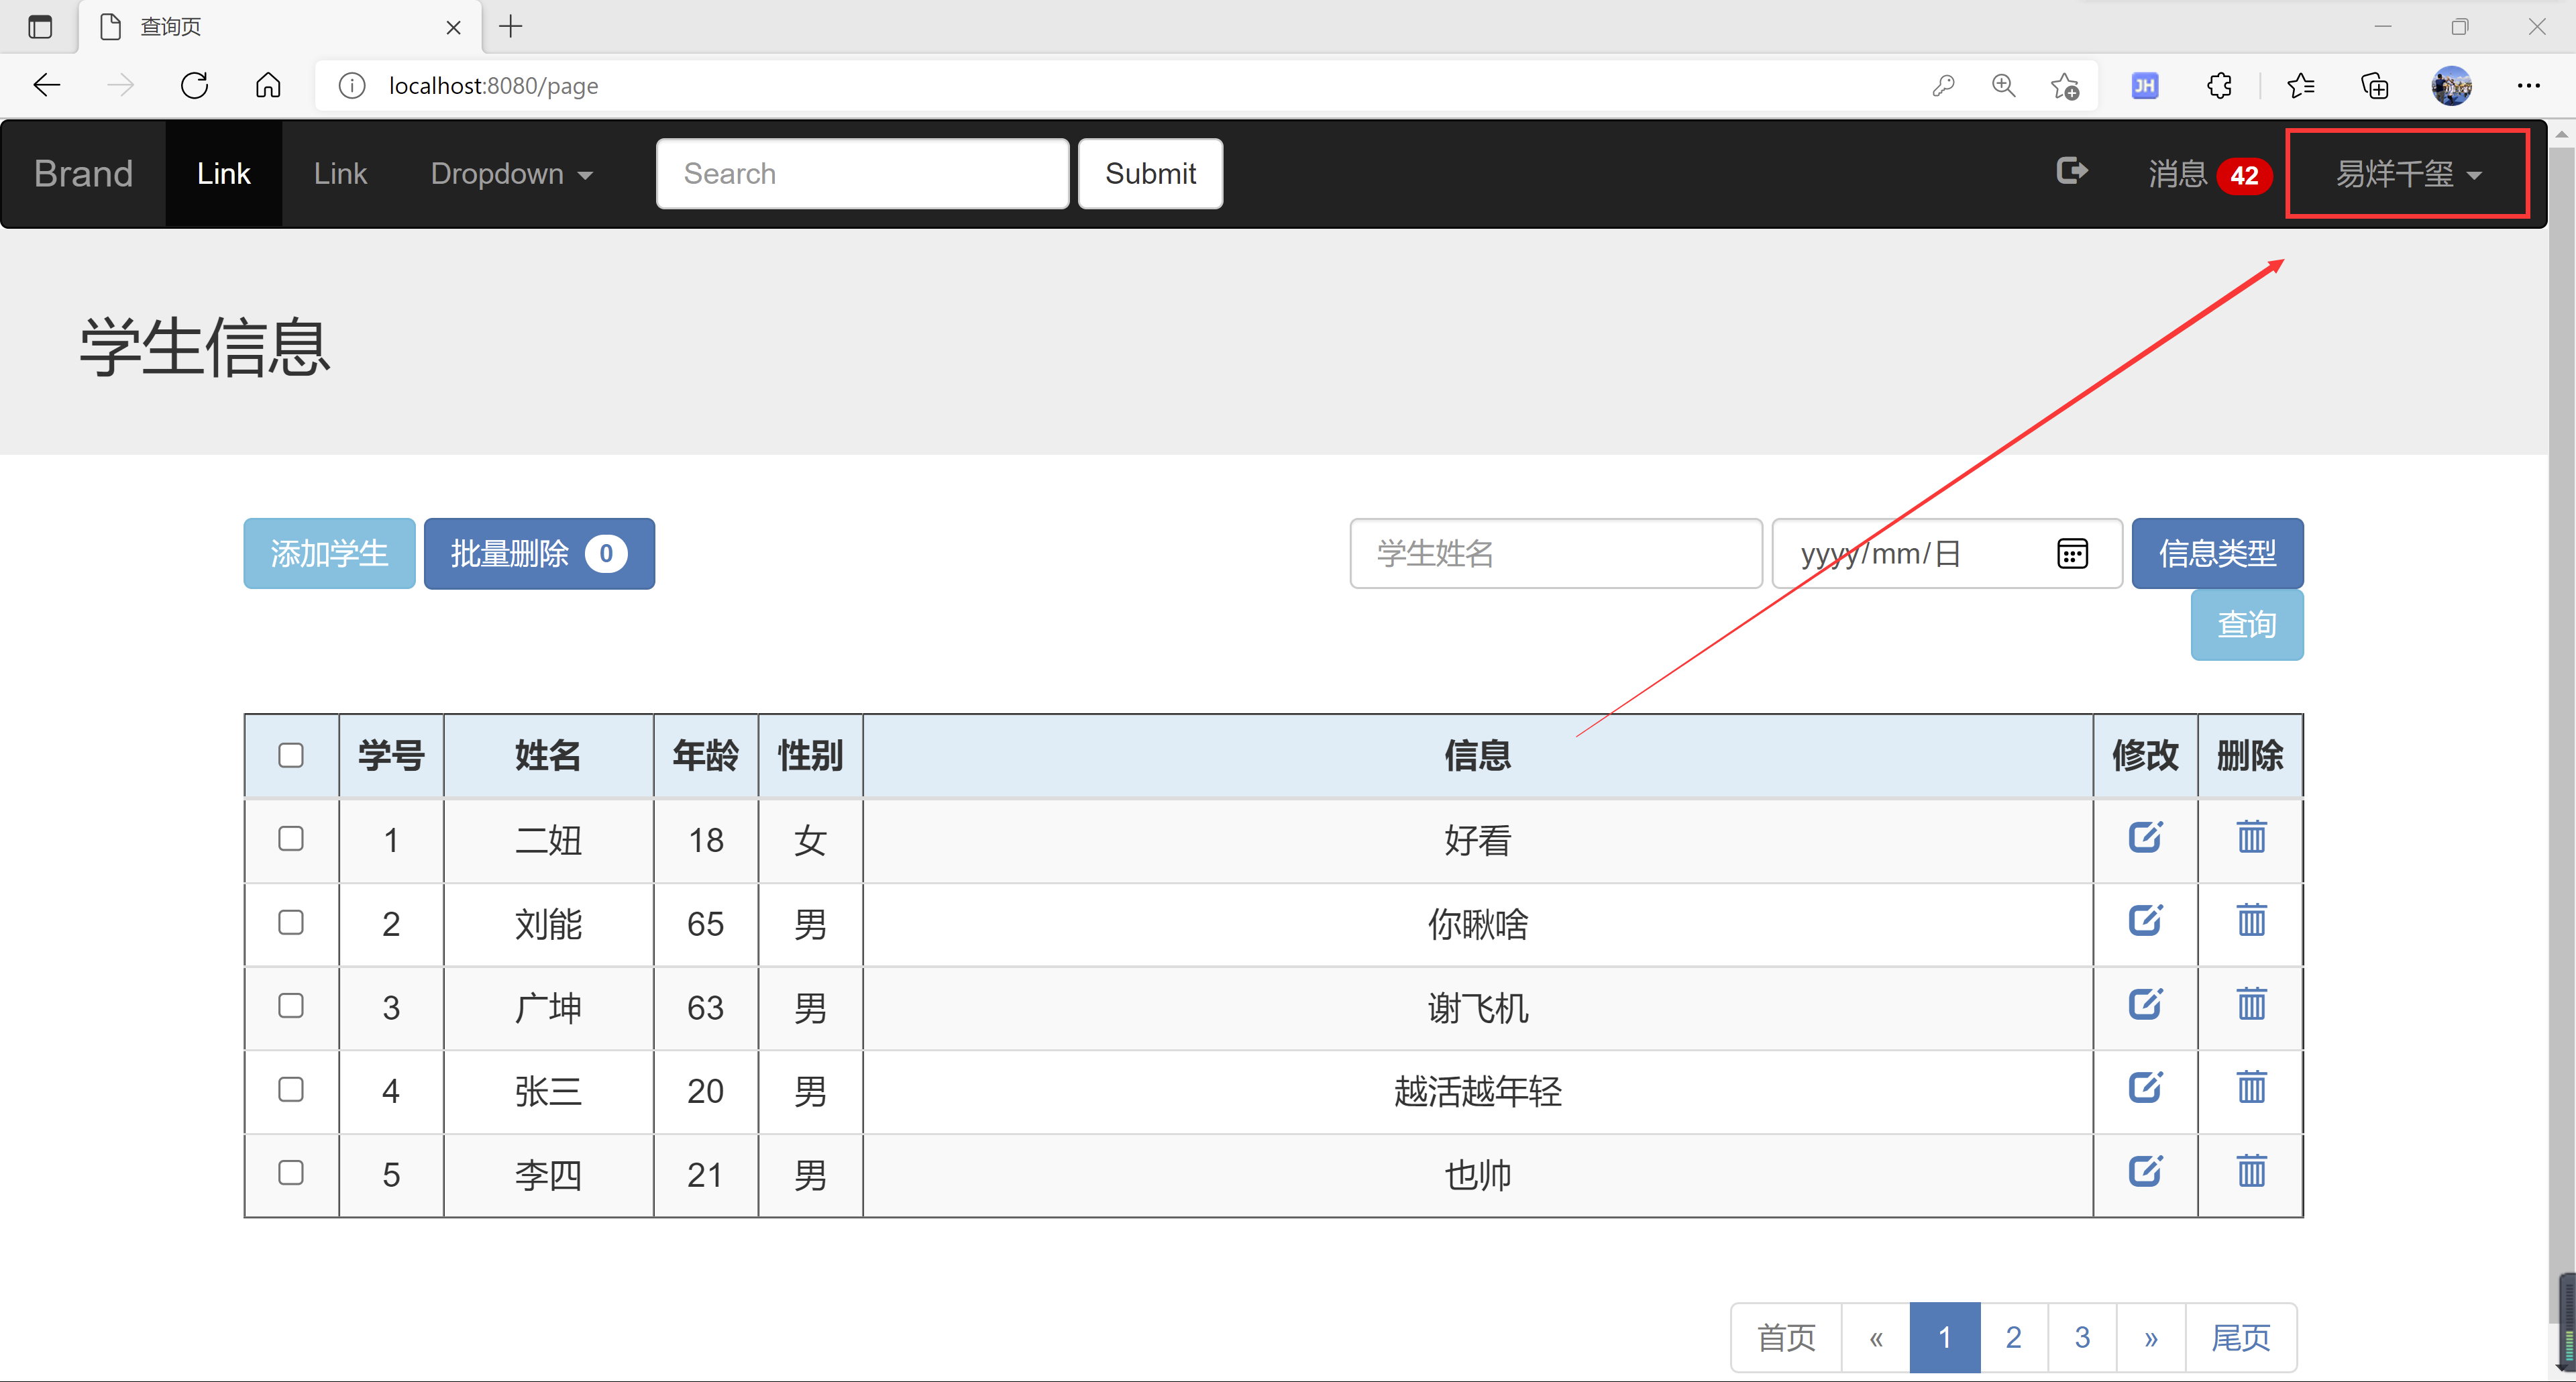 查询页
localhost:8080/page
JH
Brand Link Link Dropdown Search Submit 消息 42 易烊千玺
学生信息
添加学生 批量删除 0 学生姓名 yyyy/mm/日 信息类型
查询
学号 姓名 年龄 性别 信息 修改 删除
1 二妞 18 女 好看
2 刘能 65 男 你瞅啥
3 广坤 63 男 谢飞机
4 张三 20 男 越活越年轻
5 李四 21 男 也帅
首页 « 1 2 3 » 尾页